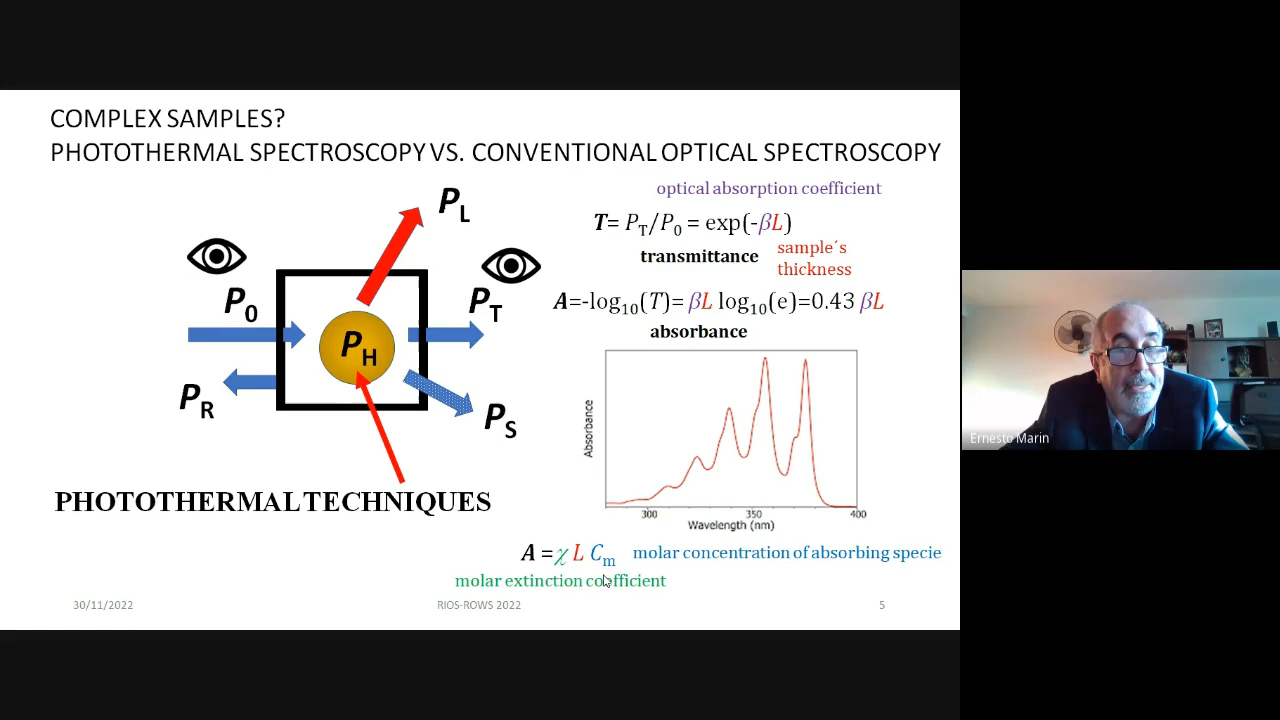 COMPLEX SAMPLES?
PHOTOTHERMAL SPECTROSCOPY VS. CONVENTIONAL OPTICAL SPECTROSCOPY
P_L
P_0
P_T
P_H
P_R
P_S
PHOTOTHERMAL TECHNIQUES
optical absorption coefficient
T= P_T/P_0 = exp(-βL)
transmittance
sample´s
thickness
A=-log_10(T)= βL log_10(e)=0.43 βL
absorbance
Absorbance
300 350 400
Wavelength (nm)
A =χ L C_m molar concentration of absorbing specie
molar extinction coefficient
30/11/2022 RIOS-ROWS 2022 5
Ernesto Marin